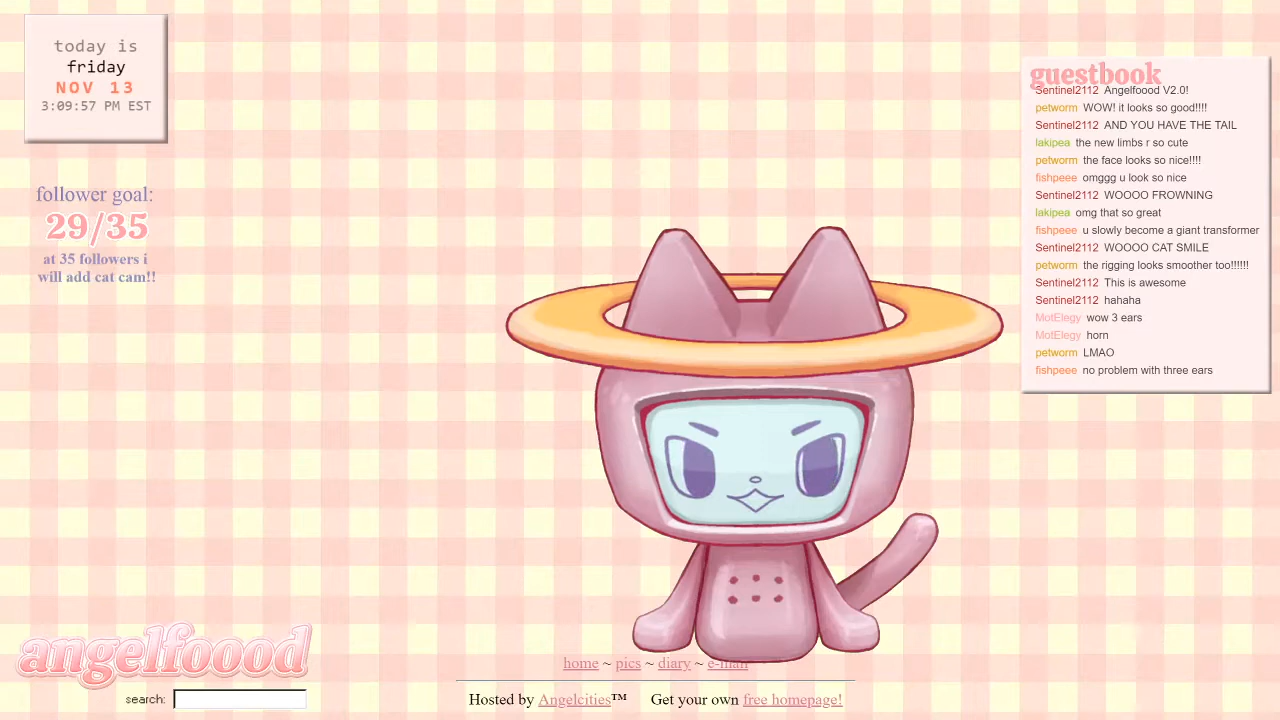 today is
friday
NOV 13
3:09:57 PM EST
follower goal:
29/35
at 35 followers i
will add cat cam!!
guestbook
Sentinel2112 Angelfoood V2.0!
petworm WOW! it looks so good!!!!
Sentinel2112 AND YOU HAVE THE TAIL
lakipea the new limbs r so cute
petworm the face looks so nice!!!!
fishpeee omggg u look so nice
Sentinel2112 WOOOO FROWNING
lakipea omg that so great
fishpeee u slowly become a giant transformer
Sentinel2112 WOOOO CAT SMILE
petworm the rigging looks smoother too!!!!!!
Sentinel2112 This is awesome
Sentinel2112 hahaha
MotElegy wow 3 ears
MotElegy horn
petworm LMAO
fishpeee no problem with three ears
angelfoood
search:
home ~ pics ~ diary ~ e-mail
Hosted by Angelcities™ Get your own free homepage!